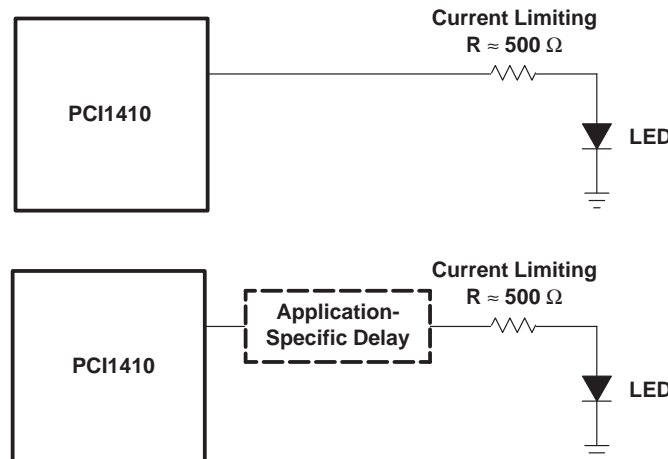 Current Limiting
R ≈ 500 Ω
PCI1410
LED
Current Limiting
R ≈ 500 Ω
Application-
Specific Delay
PCI1410
LED